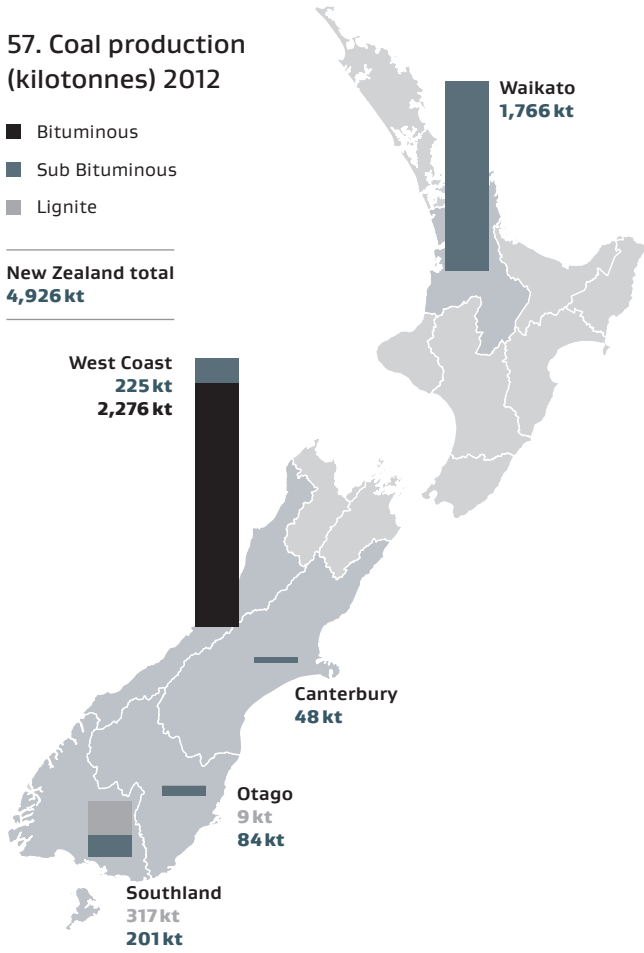 57. Coal production
(kilotonnes) 2012
Bituminous
Sub Bituminous
Lignite
New Zealand total
4,926 kt
Waikato
1,766 kt
West Coast
225 kt
2,276 kt
Canterbury
48 kt
Otago
9 kt
84 kt
Southland
317 kt
201 kt